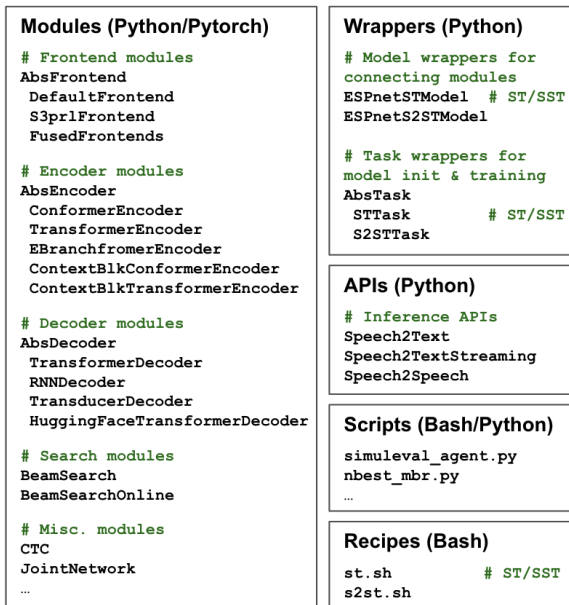 Modules (Python/Pytorch)
# Frontend modules
AbsFrontend
DefaultFrontend
S3prlFrontend
FusedFrontends
# Encoder modules
AbsEncoder
ConformerEncoder
TransformerEncoder
EBranchfromerEncoder
ContextBlkConformerEncoder
ContextBlkTransformerEncoder
# Decoder modules
AbsDecoder
TransformerDecoder
RNNDecoder
TransducerDecoder
HuggingFaceTransformerDecoder
# Search modules
BeamSearch
BeamSearchOnline
# Misc. modules
CTC
JointNetwork
…
Wrappers (Python)
# Model wrappers for
connecting modules
ESPnetSTModel # ST/SST
ESPnetS2STModel
# Task wrappers for
model init & training
AbsTask
STTask # ST/SST
S2STTask
APIs (Python)
# Inference APIs
Speech2Text
Speech2TextStreaming
Speech2Speech
Scripts (Bash/Python)
simuleval_agent.py
nbest_mbr.py
…
Recipes (Bash)
st.sh # ST/SST
s2st.sh